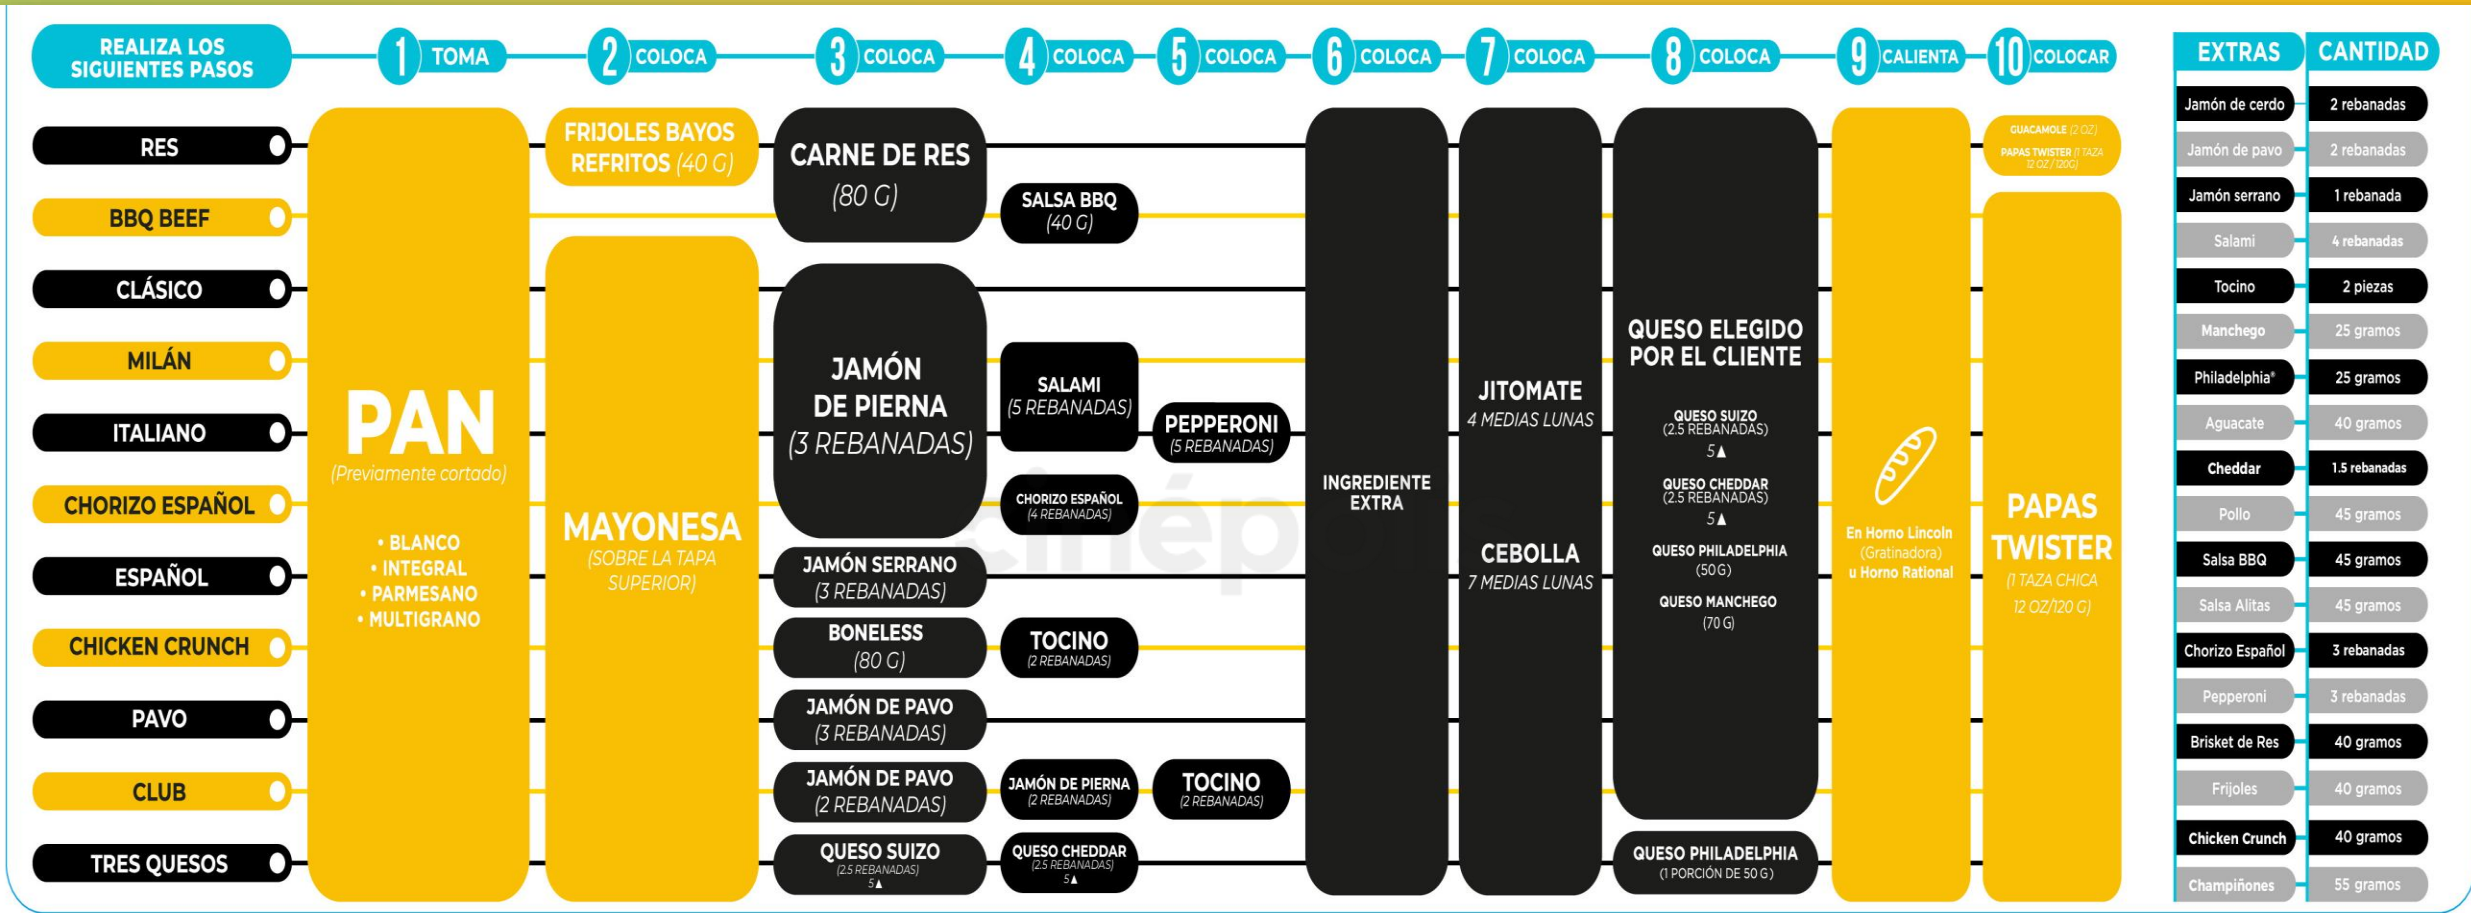 REALIZA LOS
SIGUIENTES PASOS
1 TOMA
2 COLOCA
3 COLOCA
4 COLOCA
5 COLOCA
6 COLOCA
7 COLOCA
8 COLOCA
9 CALIENTA
10 COLOCAR
RES
BBQ BEEF
CLÁSICO
MILÁN
ITALIANO
CHORIZO ESPAÑOL
ESPAÑOL
CHICKEN CRUNCH
PAVO
CLUB
TRES QUESOS
PAN
(Previamente cortado)
• BLANCO
• INTEGRAL
• PARMESANO
• MULTIGRANO
FRIJOLES BAYOS
REFRITOS (40 G)
MAYONESA
(SOBRE LA TAPA
SUPERIOR)
CARNE DE RES
(80 G)
JAMÓN
DE PIERNA
(3 REBANADAS)
JAMÓN SERRANO
(3 REBANADAS)
BONELESS
(80 G)
JAMÓN DE PAVO
(3 REBANADAS)
JAMÓN DE PAVO
(2 REBANADAS)
QUESO SUIZO
(2.5 REBANADAS)
5▲
SALSA BBQ
(40 G)
SALAMI
(5 REBANADAS)
CHORIZO ESPAÑOL
(4 REBANADAS)
TOCINO
(2 REBANADAS)
JAMÓN DE PIERNA
(2 REBANADAS)
QUESO CHEDDAR
(2.5 REBANADAS)
5▲
PEPPERONI
(5 REBANADAS)
TOCINO
(2 REBANADAS)
INGREDIENTE
EXTRA
JITOMATE
4 MEDIAS LUNAS
CEBOLLA
7 MEDIAS LUNAS
QUESO ELEGIDO
POR EL CLIENTE
QUESO SUIZO
(2.5 REBANADAS)
5▲
QUESO CHEDDAR
(2.5 REBANADAS)
5▲
QUESO PHILADELPHIA
(50 G)
QUESO MANCHEGO
(70 G)
QUESO PHILADELPHIA
(1 PORCIÓN DE 50 G)
En Horno Lincoln
(Gratinadora)
u Horno Rational
GUACAMOLE (2 OZ)
PAPAS TWISTER (1 TAZA
12 OZ /120G)
PAPAS
TWISTER
(1 TAZA CHICA
12 OZ/120 G)
EXTRAS CANTIDAD
Jamón de cerdo 2 rebanadas
Jamón de pavo 2 rebanadas
Jamón serrano 1 rebanada
Salami 4 rebanadas
Tocino 2 piezas
Manchego 25 gramos
Philadelphia® 25 gramos
Aguacate 40 gramos
Cheddar 1.5 rebanadas
Pollo 45 gramos
Salsa BBQ 45 gramos
Salsa Alitas 45 gramos
Chorizo Español 3 rebanadas
Pepperoni 3 rebanadas
Brisket de Res 40 gramos
Frijoles 40 gramos
Chicken Crunch 40 gramos
Champiñones 55 gramos